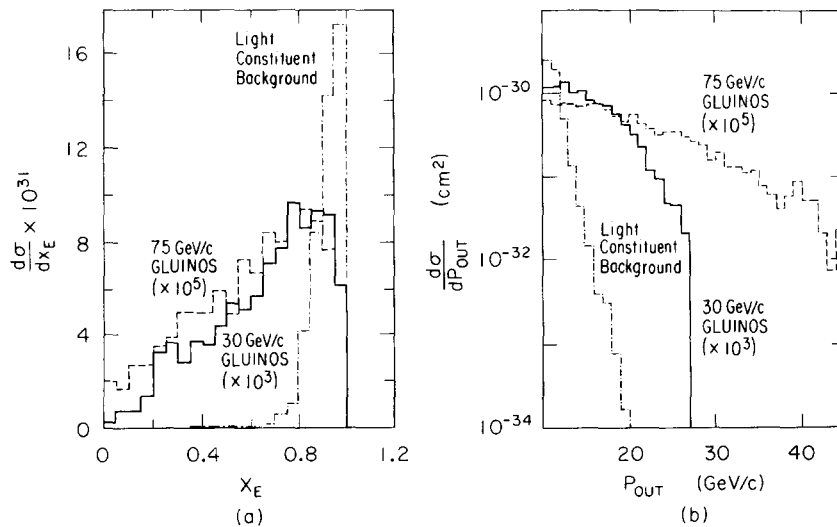 16
12
8
4
0
dσ/dx_E × 10^31
Light
Constituent
Background
75 GeV/c
GLUINOS
(×10^5)
30 GeV/c
GLUINOS
(×10^3)
0 0.4 0.8 1.2
X_E
(a)
10^-30
10^-32
10^-34
dσ/dP_OUT (cm^2)
75 GeV/c
GLUINOS
(×10^5)
Light
Constituent
Background
30 GeV/c
GLUINOS
(×10^3)
20 30 40
P_OUT (GeV/c)
(b)